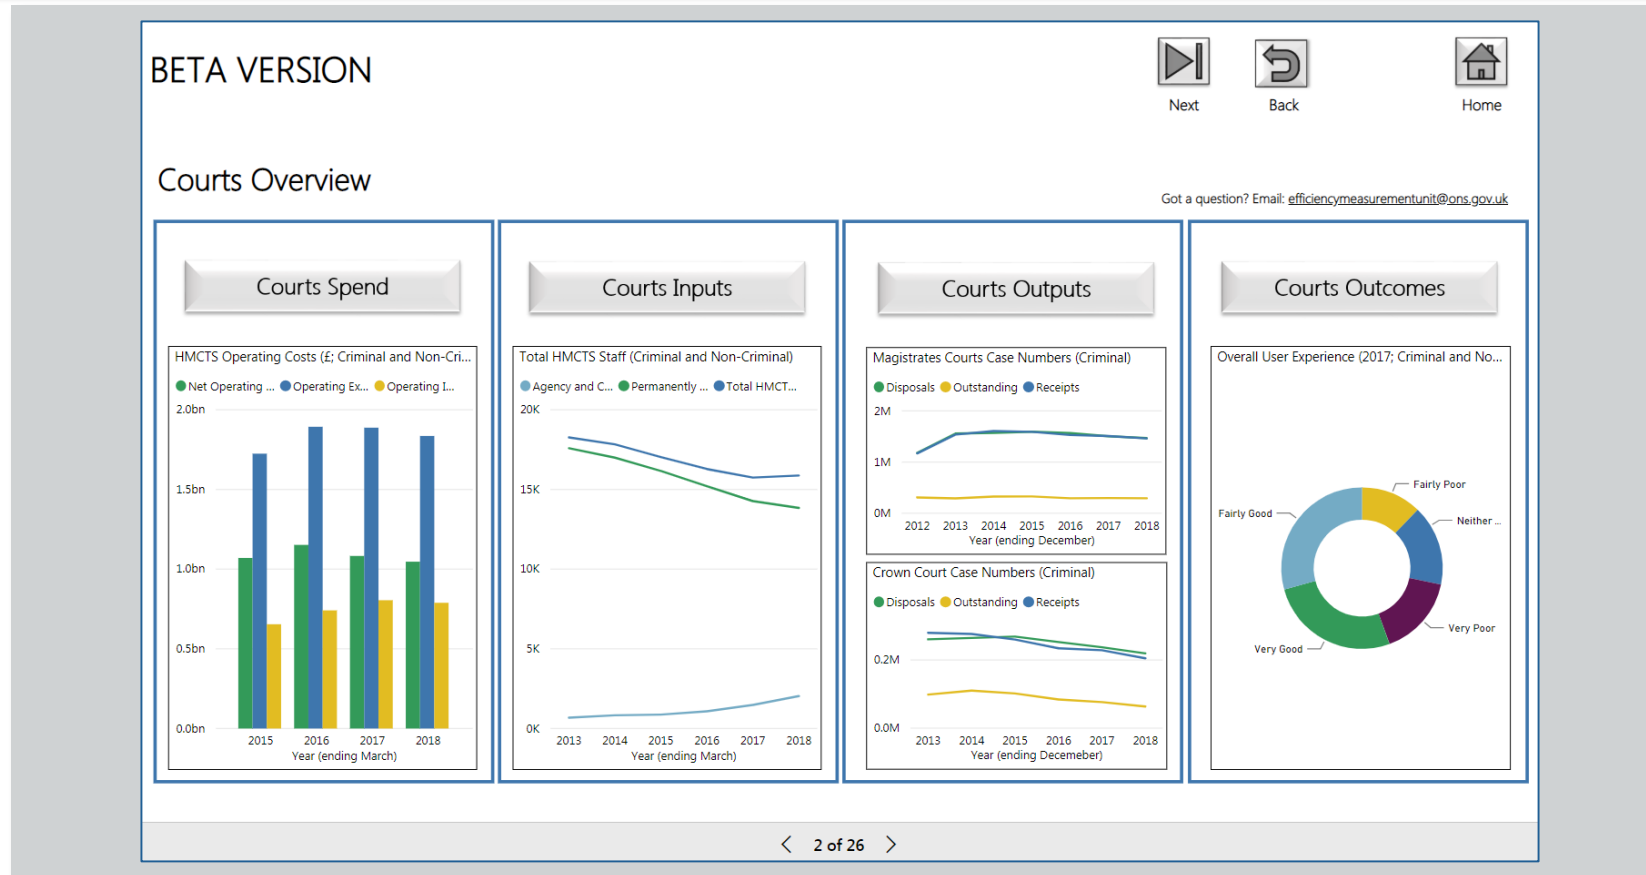 BETA VERSION
Next
Back
Home
Courts Overview
Got a question? Email: efficiencymeasurementunit@ons.gov.uk
Courts Spend
HMCTS Operating Costs (£; Criminal and Non-Cri...
Net Operating ... Operating Ex... Operating I...
2.0bn
1.5bn
1.0bn
0.5bn
0.0bn
2015 2016 2017 2018
Year (ending March)
Courts Inputs
Total HMCTS Staff (Criminal and Non-Criminal)
Agency and C... Permanently ... Total HMCT...
20K
15K
10K
5K
0K
2013 2014 2015 2016 2017 2018
Year (ending March)
Courts Outputs
Magistrates Courts Case Numbers (Criminal)
Disposals Outstanding Receipts
2M
1M
0M
2012 2013 2014 2015 2016 2017 2018
Year (ending December)
Crown Court Case Numbers (Criminal)
Disposals Outstanding Receipts
0.2M
0.0M
2013 2014 2015 2016 2017 2018
Year (ending Decemeber)
Courts Outcomes
Overall User Experience (2017; Criminal and No...
Fairly Poor
Fairly Good
Neither ...
Very Poor
Very Good
2 of 26